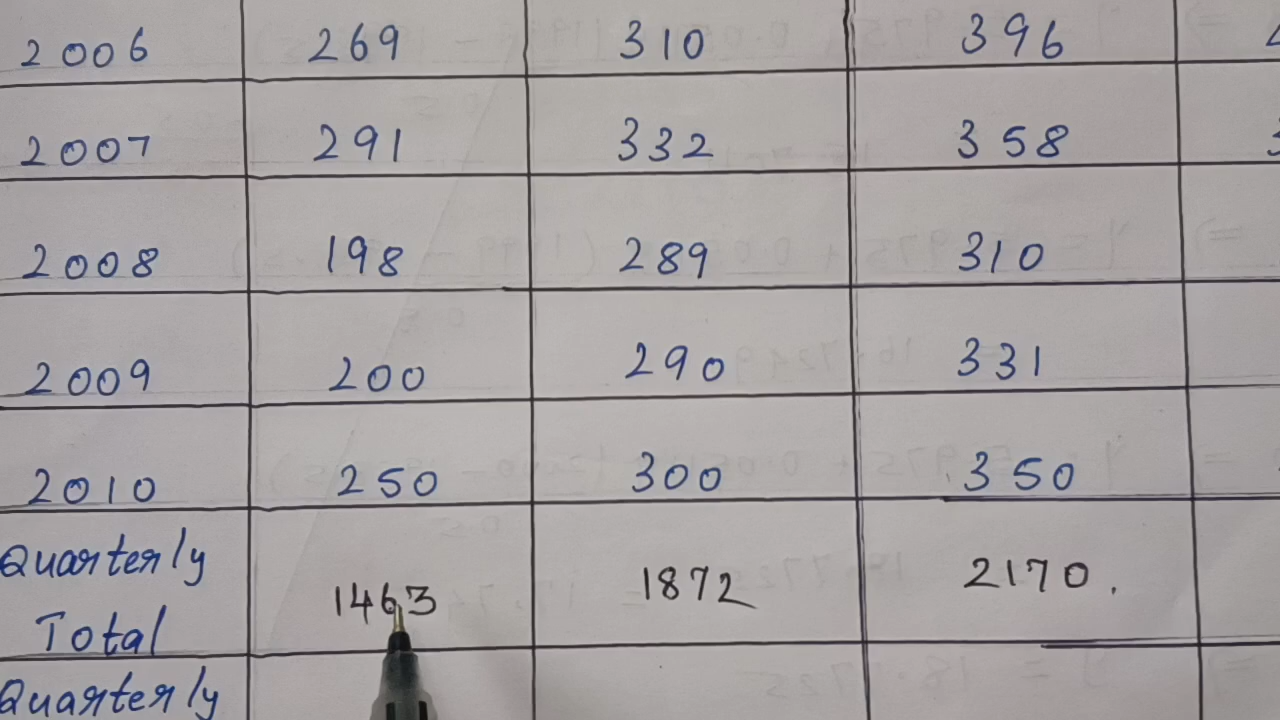 2006 269 310 396
2007 291 332 358
2008 198 289 310
2009 200 290 331
2010 250 300 350
Quarterly
Total 1463 1872 2170.
Quarterly